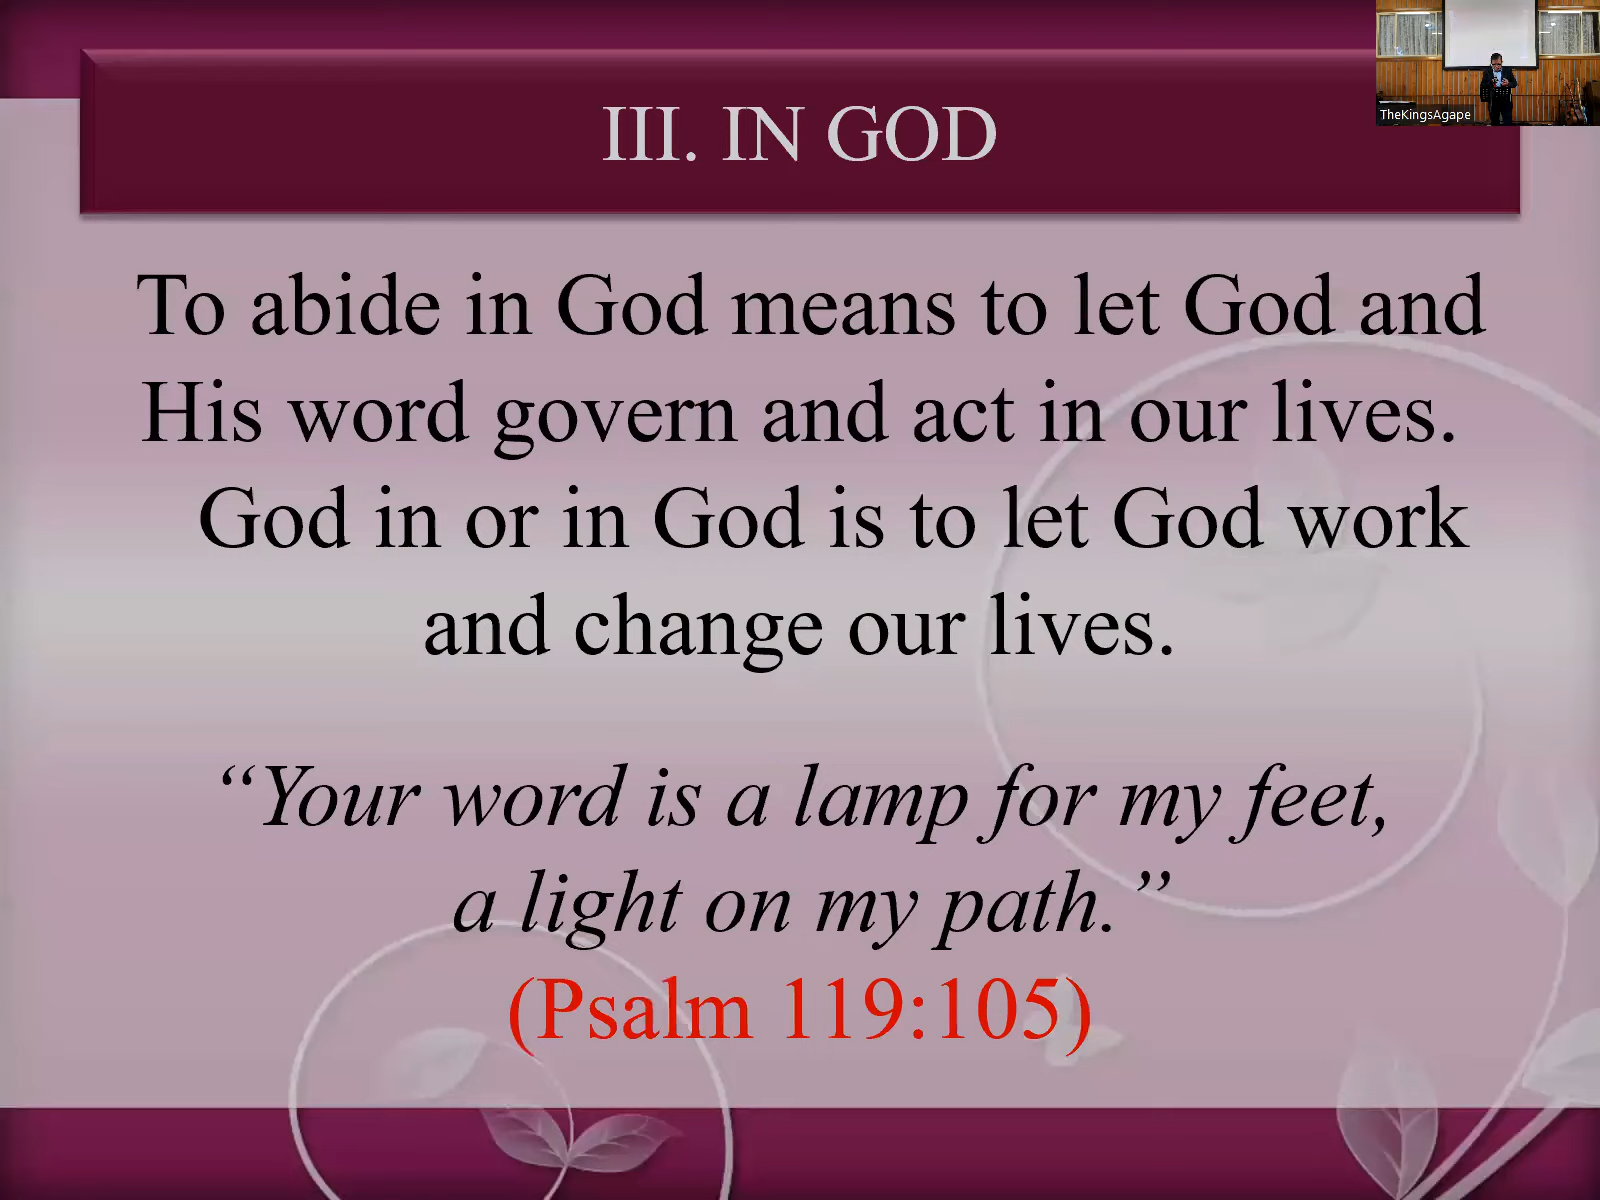 III. IN GOD
TheKingsAgape
To abide in God means to let God and
His word govern and act in our lives.
God in or in God is to let God work
and change our lives.
“Your word is a lamp for my feet,
a light on my path.”
(Psalm 119:105)